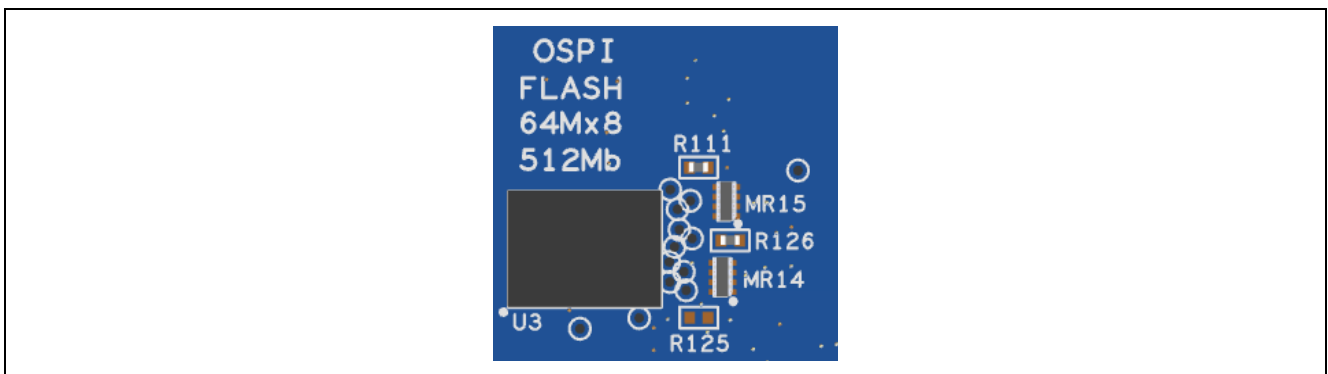 OSPI
FLASH
64Mx8
512Mb
R111
MR15
R126
MR14
U3
R125